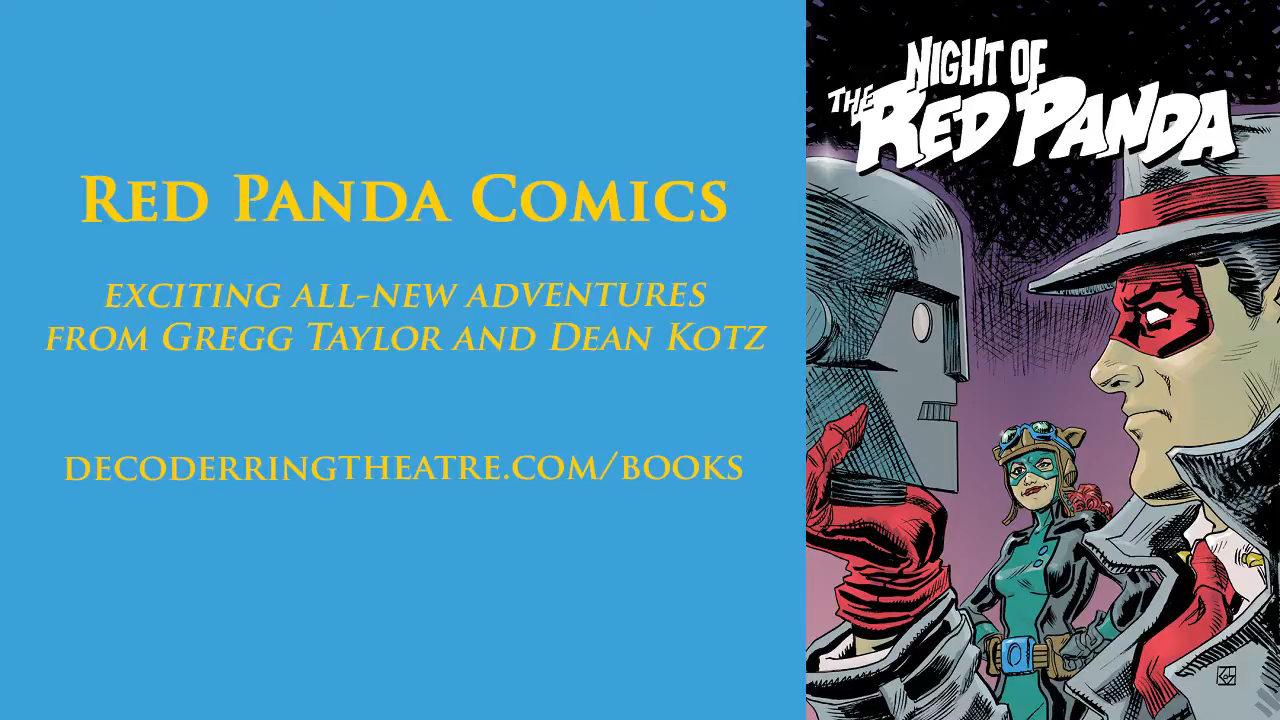 Red Panda Comics
exciting all-new adventures
from Gregg Taylor and Dean Kotz
decoderringtheatre.com/books
NIGHT OF
THE RED PANDA